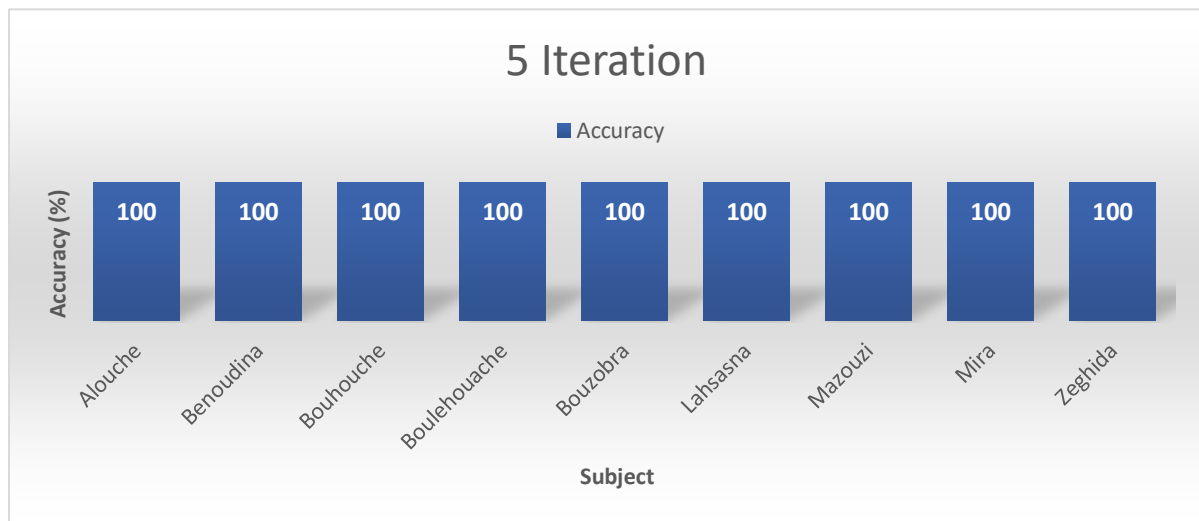 5 Iteration
Accuracy
Accuracy (%)
100 100 100 100 100 100 100 100 100
Alouche Benoudina Bouhouche Boulehouache Bouzobra Lahsasna Mazouzi Mira Zeghida
Subject